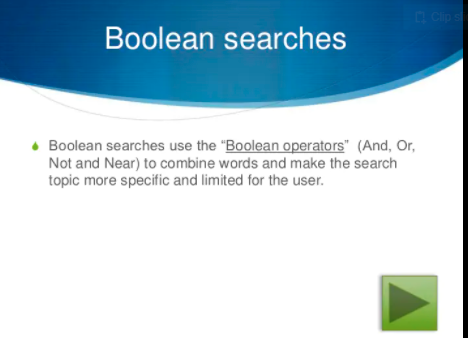 Clip s
Boolean searches
Boolean searches use the “Boolean operators”  (And, Or,
Not and Near) to combine words and make the search
topic more specific and limited for the user.